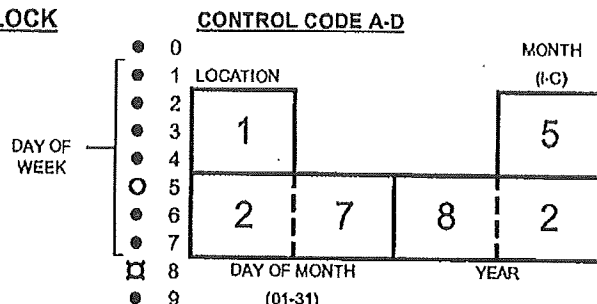 LOCK
CONTROL CODE A-D
0
MONTH
1 LOCATION
(I-C)
2
3 1 5
DAY OF
WEEK
4
5
6 2 7 8 2
7
8 DAY OF MONTH YEAR
9 (01-31)